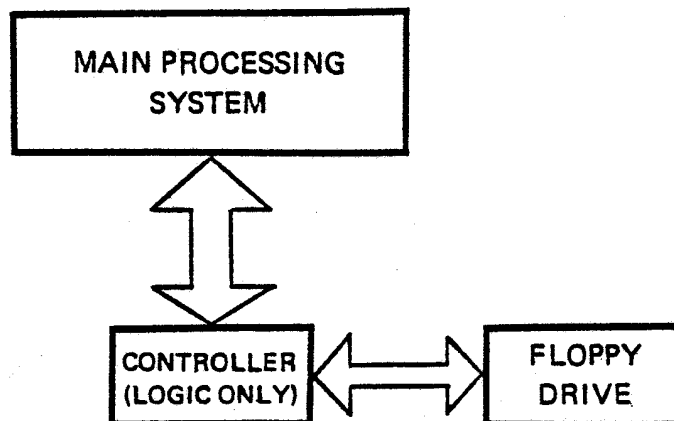 MAIN PROCESSING
SYSTEM
CONTROLLER
(LOGIC ONLY)
FLOPPY
DRIVE